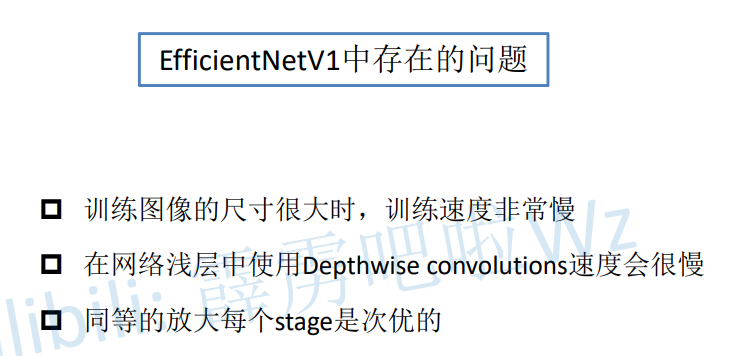 EfficientNetV1中存在的问题
训练图像的尺寸很大时，训练速度非常慢
在网络浅层中使用Depthwise convolutions速度会很慢
同等的放大每个stage是次优的
libili: 霹雳吧啦Wz